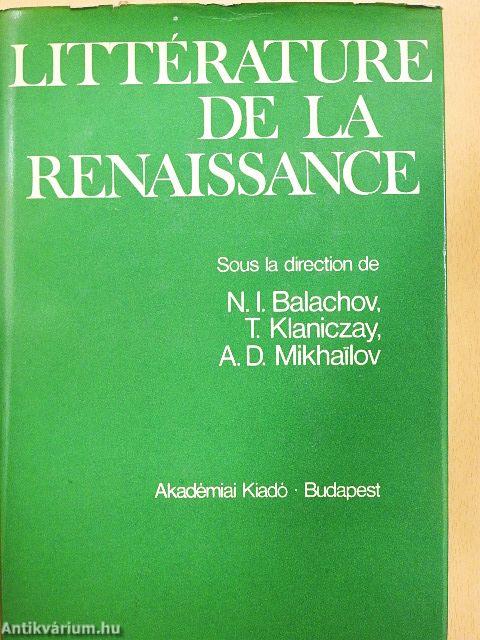 LITTÉRATURE
DE LA
RENAISSANCE
Sous la direction de
N. I. Balachov,
T. Klaniczay,
A. D. Mikhaïlov
Akadémiai Kiadó · Budapest
Antikvárium.hu